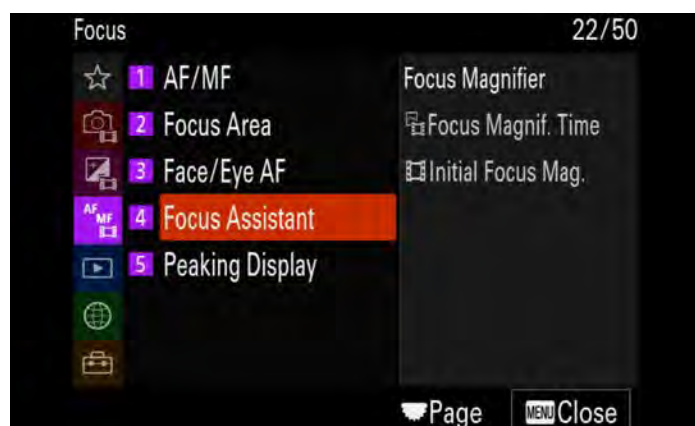 Focus 22/50
1 AF/MF
2 Focus Area
3 Face/Eye AF
AF MF 4 Focus Assistant
5 Peaking Display
Focus Magnifier
Focus Magnif. Time
Initial Focus Mag.
Page MENU Close